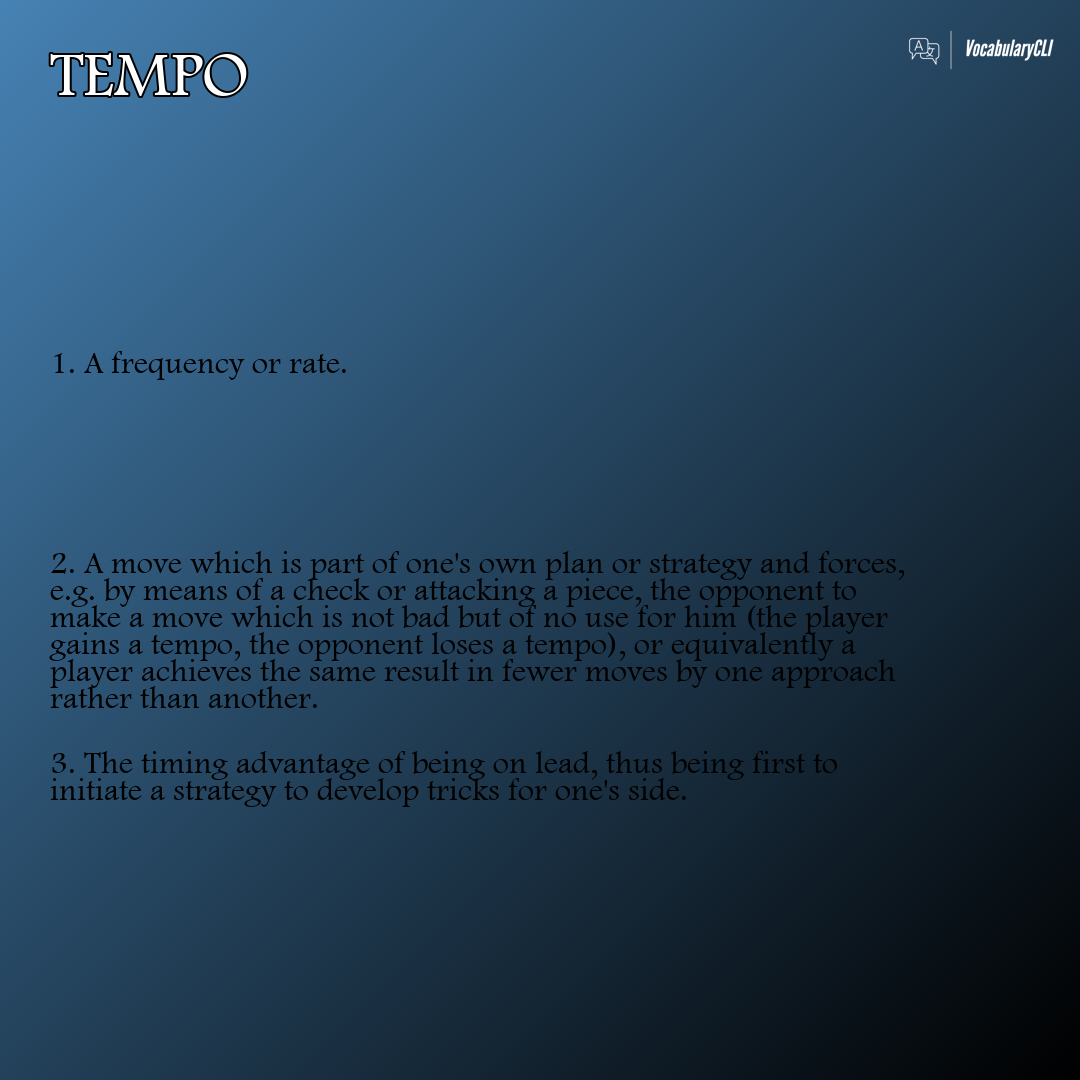 TEMPO
VocabularyCLI
1. A frequency or rate.
2. A move which is part of one's own plan or strategy and forces,
e.g. by means of a check or attacking a piece, the opponent to
make a move which is not bad but of no use for him (the player
gains a tempo, the opponent loses a tempo), or equivalently a
player achieves the same result in fewer moves by one approach
rather than another.
3. The timing advantage of being on lead, thus being first to
initiate a strategy to develop tricks for one's side.